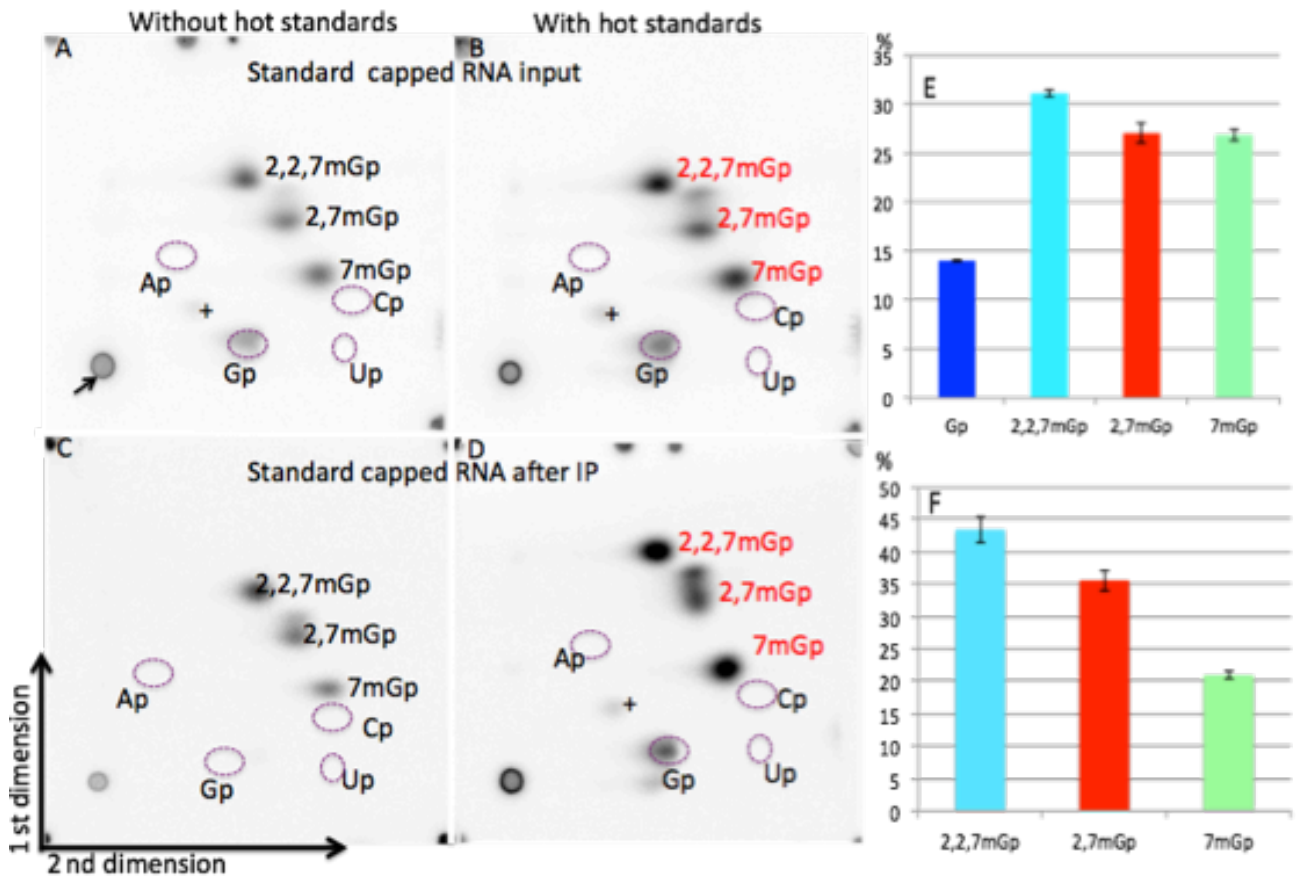 Without hot standards
With hot standards
A
B
Standard capped RNA input
2,2,7mGp
2,7mGp
7mGp
Ap
Cp
+
Gp
Up
2,2,7mGp
2,7mGp
7mGp
Ap
Cp
+
Gp
Up
%
E
35
30
25
20
15
10
5
0
Gp
2,2,7mGp
2,7mGp
7mGp
C
D
Standard capped RNA after IP
2,2,7mGp
2,7mGp
7mGp
Ap
Cp
Gp
Up
2,2,7mGp
2,7mGp
7mGp
Ap
Cp
+
Gp
Up
1 st dimension
2 nd dimension
%
F
50
45
40
35
30
25
20
15
10
5
0
2,2,7mGp
2,7mGp
7mGp